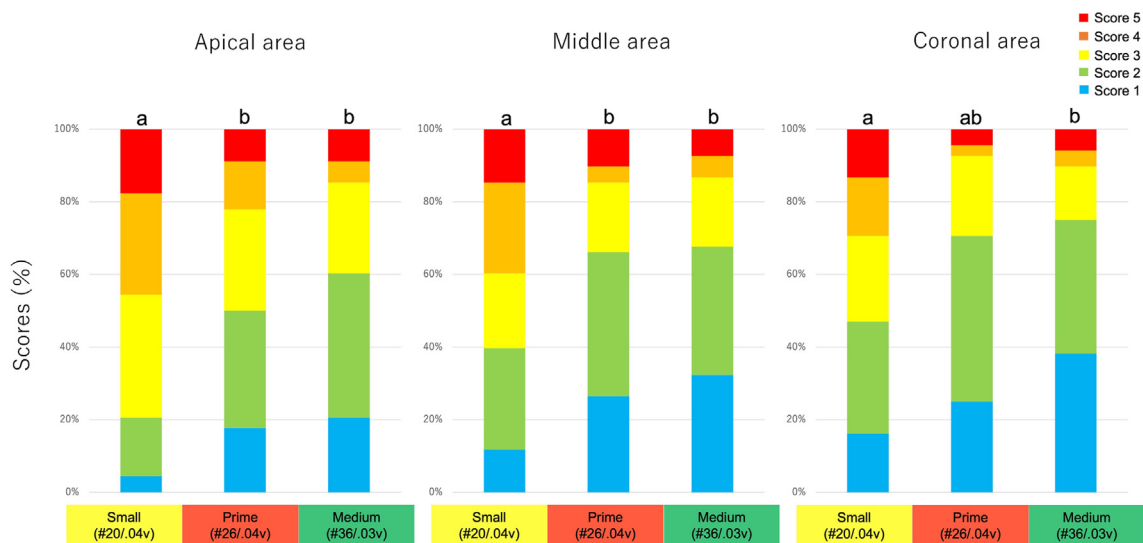 Score 5
Score 4
Score 3
Score 2
Score 1
Apical area
Middle area
Coronal area
Scores (%)
a b b
100%
80%
60%
40%
20%
0%
Small (#20/.04v)
Prime (#26/.04v)
Medium (#36/.03v)
a b b
100%
80%
60%
40%
20%
0%
Small (#20/.04v)
Prime (#26/.04v)
Medium (#36/.03v)
a ab b
100%
80%
60%
40%
20%
0%
Small (#20/.04v)
Prime (#26/.04v)
Medium (#36/.03v)